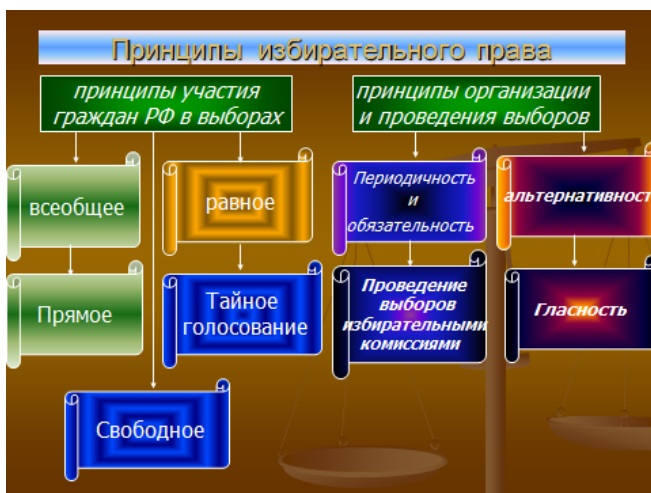 Принципы избирательного права
принципы участия
граждан РФ в выборах
принципы организации
и проведения выборов
всеобщее
равное
Периодичность
и
обязательность
альтернативност
Прямое
Тайное
голосование
Проведение
выборов
избирательными
комиссиями
Гласность
Свободное